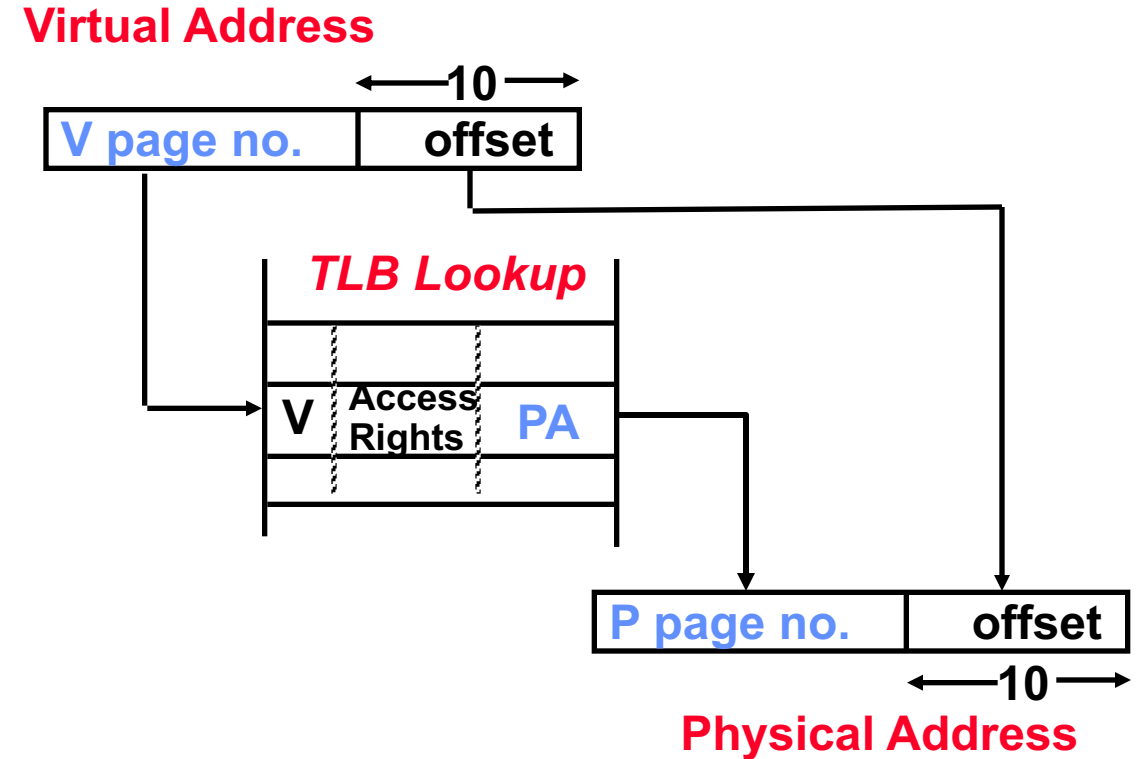 Virtual Address
10
V page no. offset
TLB Lookup
V Access Rights PA
P page no. offset
10
Physical Address